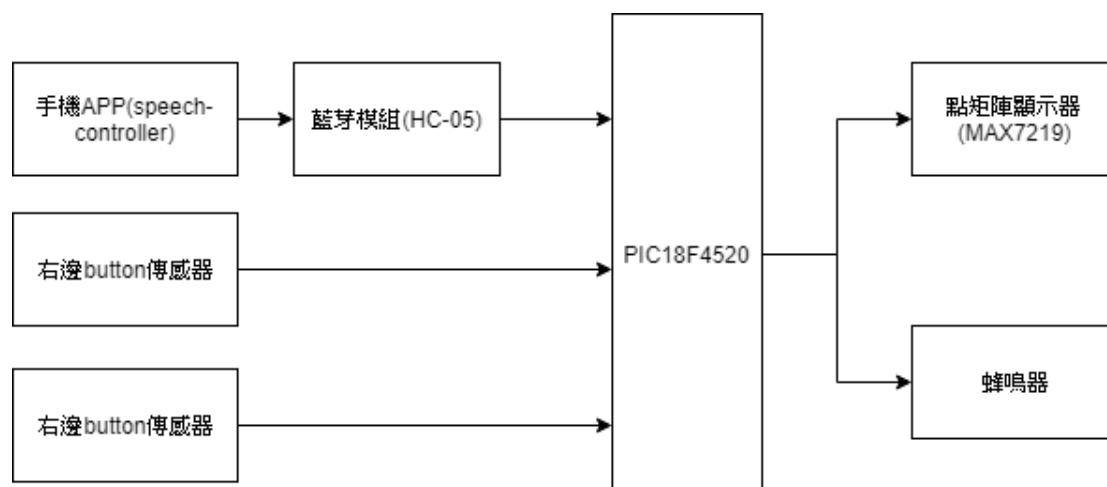 手機APP(speech-
controller)
藍芽模組(HC-05)
點矩陣顯示器
(MAX7219)
右邊button傳感器
PIC18F4520
右邊button傳感器
蜂鳴器